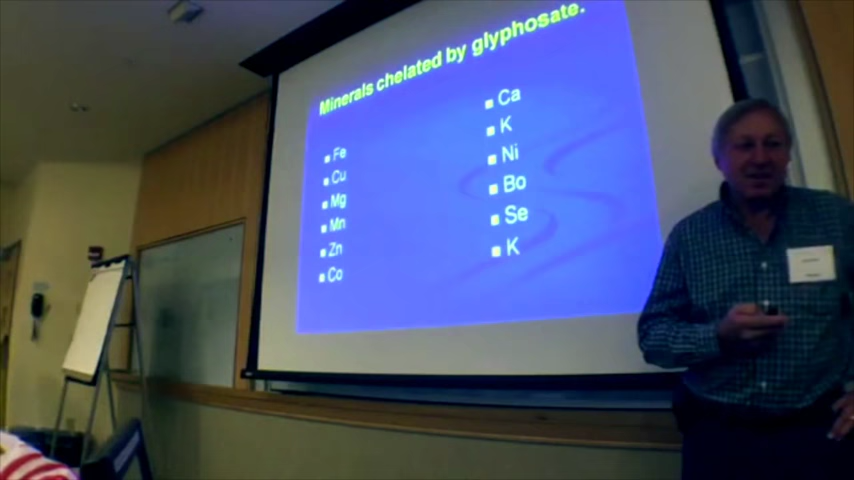 Minerals chelated by glyphosate.
Fe
Cu
Mg
Mn
Zn
Co
Ca
K
Ni
Bo
Se
K